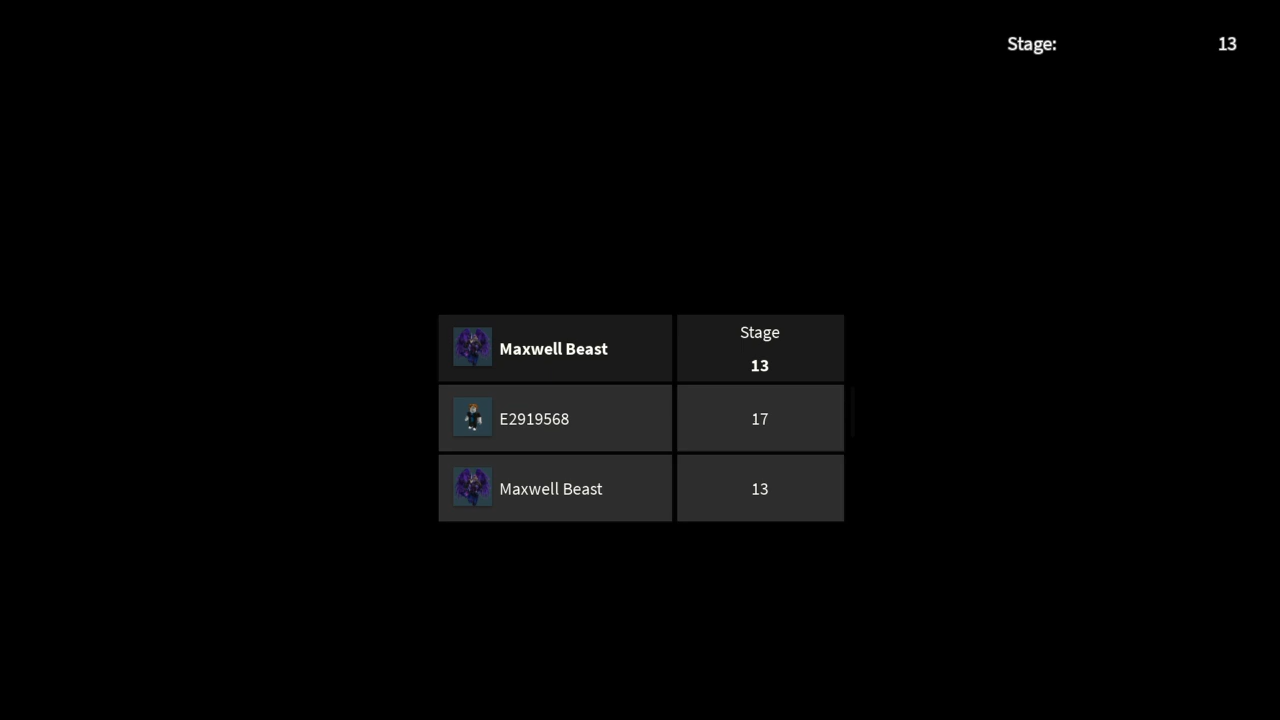 Stage: 13
Maxwell Beast
Stage
13
E2919568 17
Maxwell Beast 13